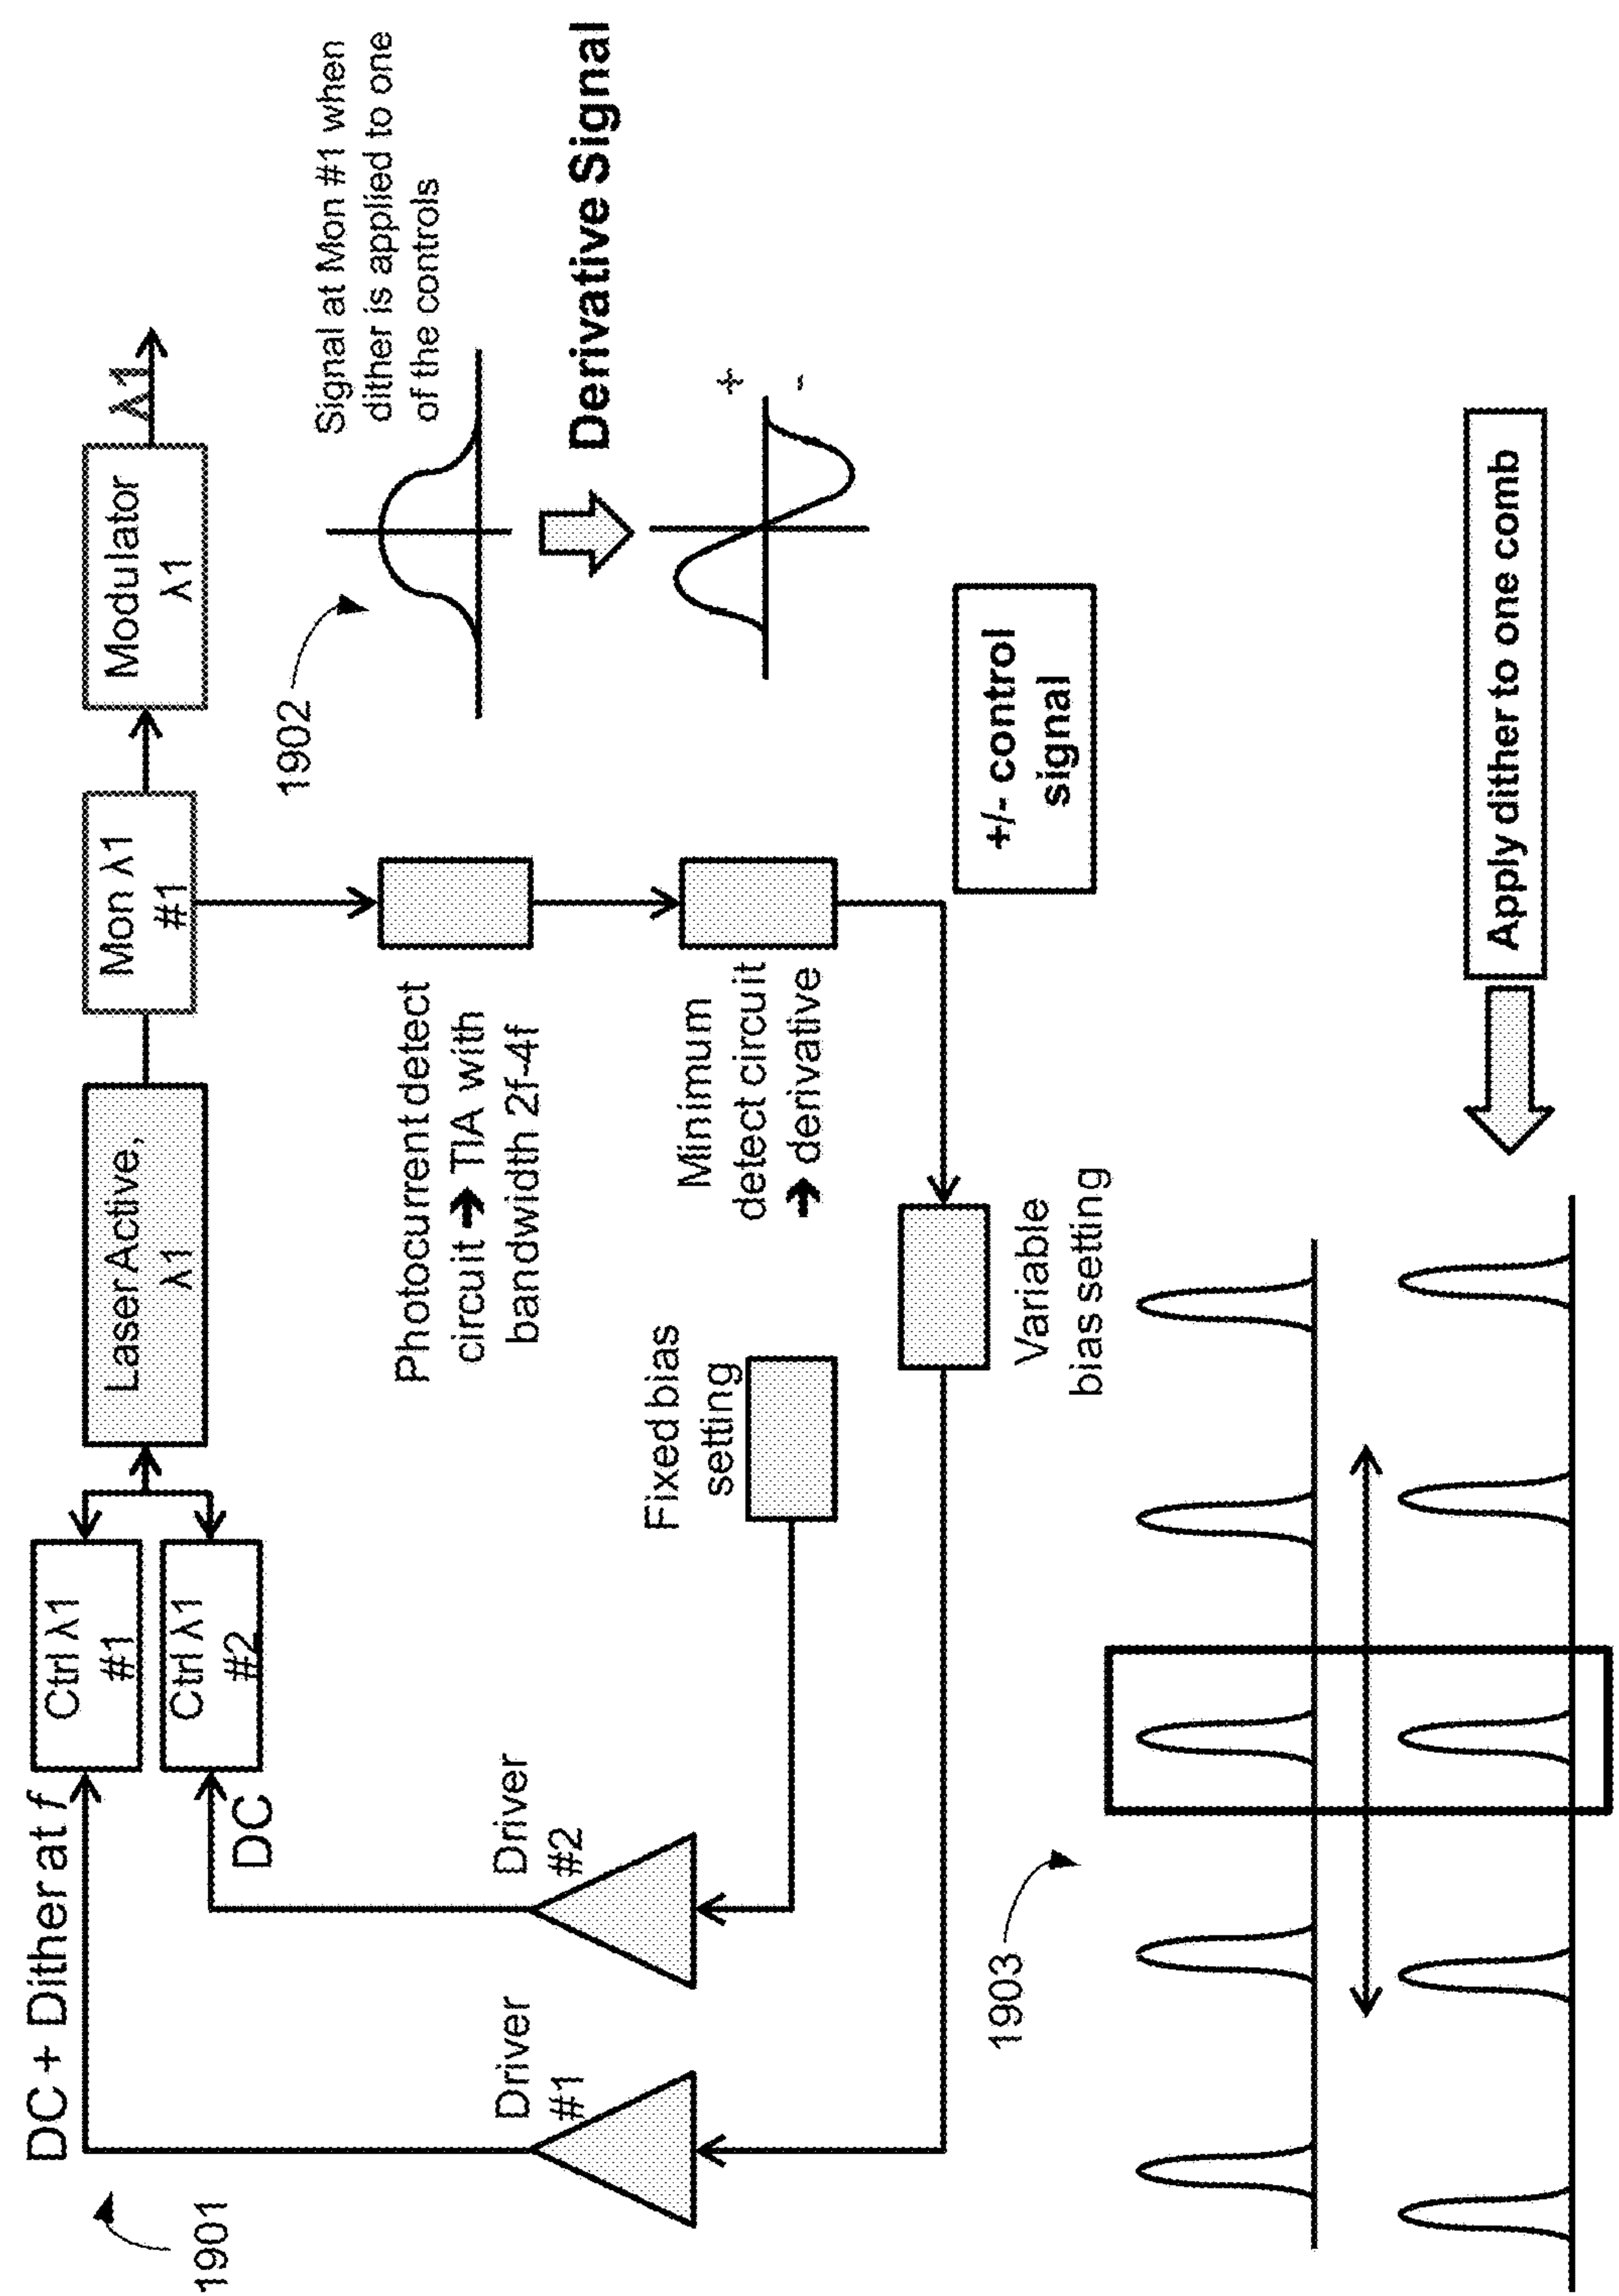 1901
DC + Dither at f
Ctrl λ1
#1
Ctrl λ1
#2
DC
Laser Active,
λ1
Mon λ1
#1
Modulator
λ1
λ1
Driver
#1
Driver
#2
Fixed bias
setting
Photocurrent detect
circuit ➔ TIA with
bandwidth 2f-4f
Minimum
detect circuit
➔ derivative
Variable
bias setting
+/- control
signal
1902
Signal at Mon #1 when
dither is applied to one
of the controls
Derivative Signal
+
-
1903
Apply dither to one comb